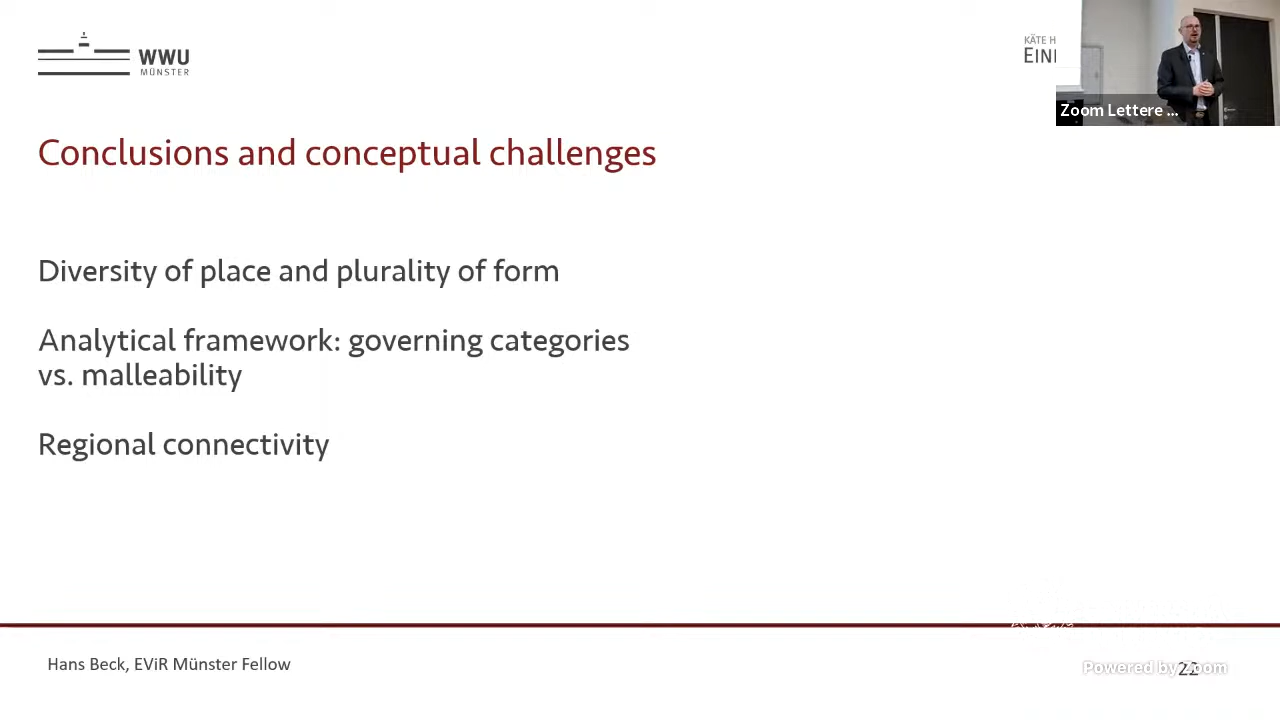 WWU
MÜNSTER
KÄTE H
EINI
Zoom Lettere ...
Conclusions and conceptual challenges
Diversity of place and plurality of form
Analytical framework: governing categories
vs. malleability
Regional connectivity
Hans Beck, EViR Münster Fellow
Powered by Zoom
22